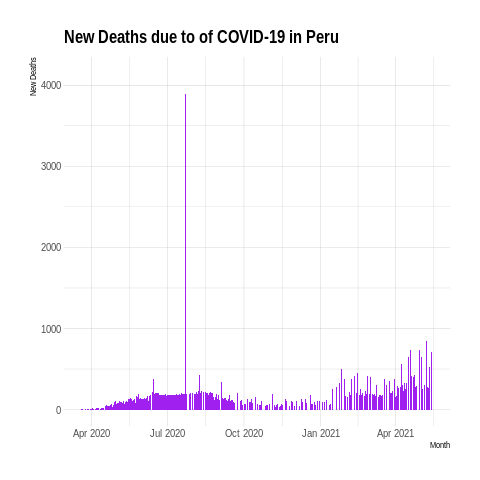 New Deaths due to of COVID-19 in Peru
New Deaths
4000
3000
2000
1000
0
Apr 2020
Jul 2020
Oct 2020
Jan 2021
Apr 2021
Month